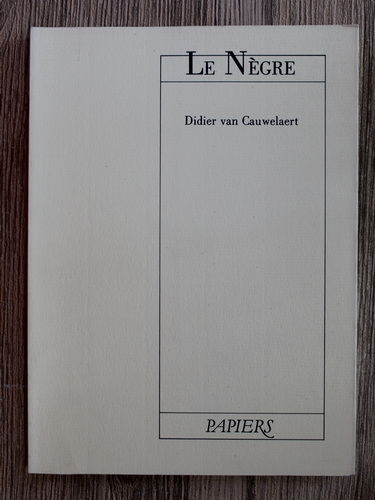 LE NÈGRE
Didier van Cauwelaert
PAPIERS